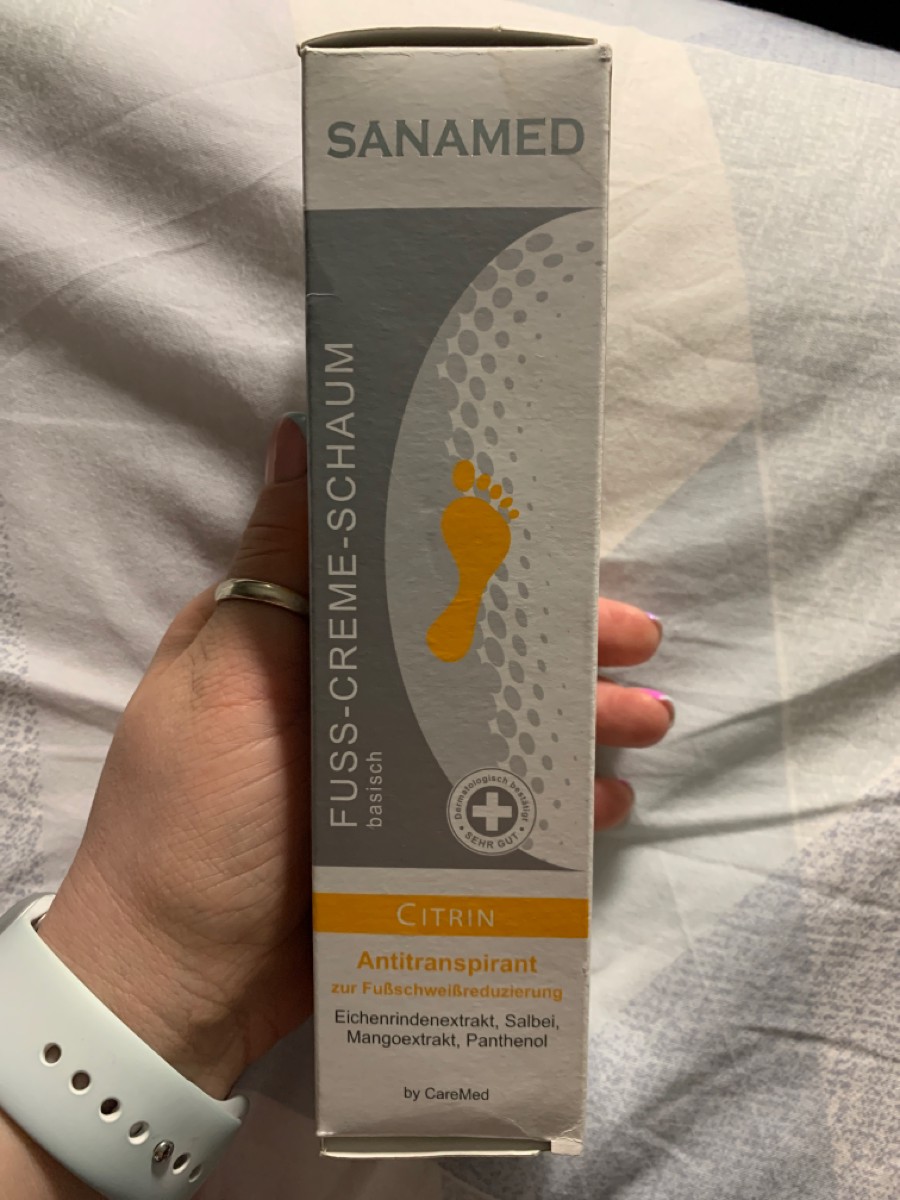 SANAMED
FUSS-CREME-SCHAUM
basisch
Dermatologisch bestätigt
• SEHR GUT •
CITRIN
Antitranspirant
zur Fußschweißreduzierung
Eichenrindenextrakt, Salbei,
Mangoextrakt, Panthenol
by CareMed